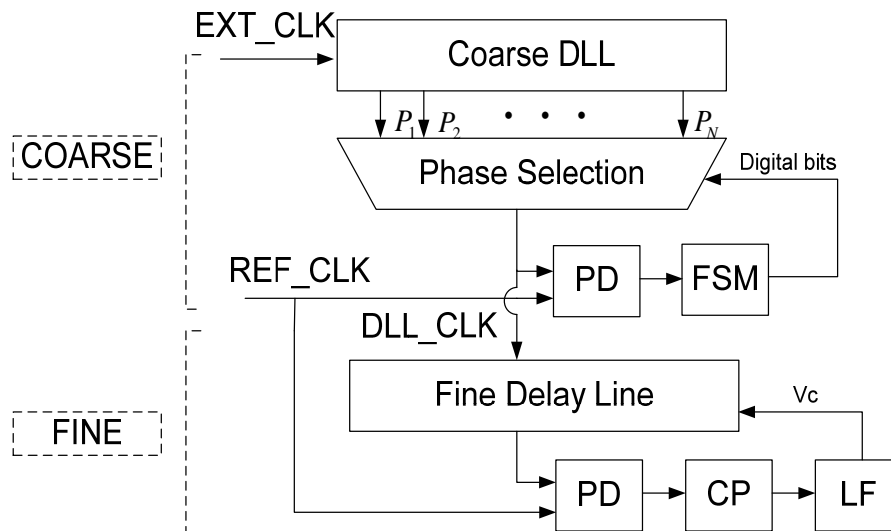 EXT_CLK
Coarse DLL
P1 P2 • • • PN
COARSE
Phase Selection
Digital bits
REF_CLK
PD
FSM
DLL_CLK
Fine Delay Line
Vc
FINE
PD
CP
LF